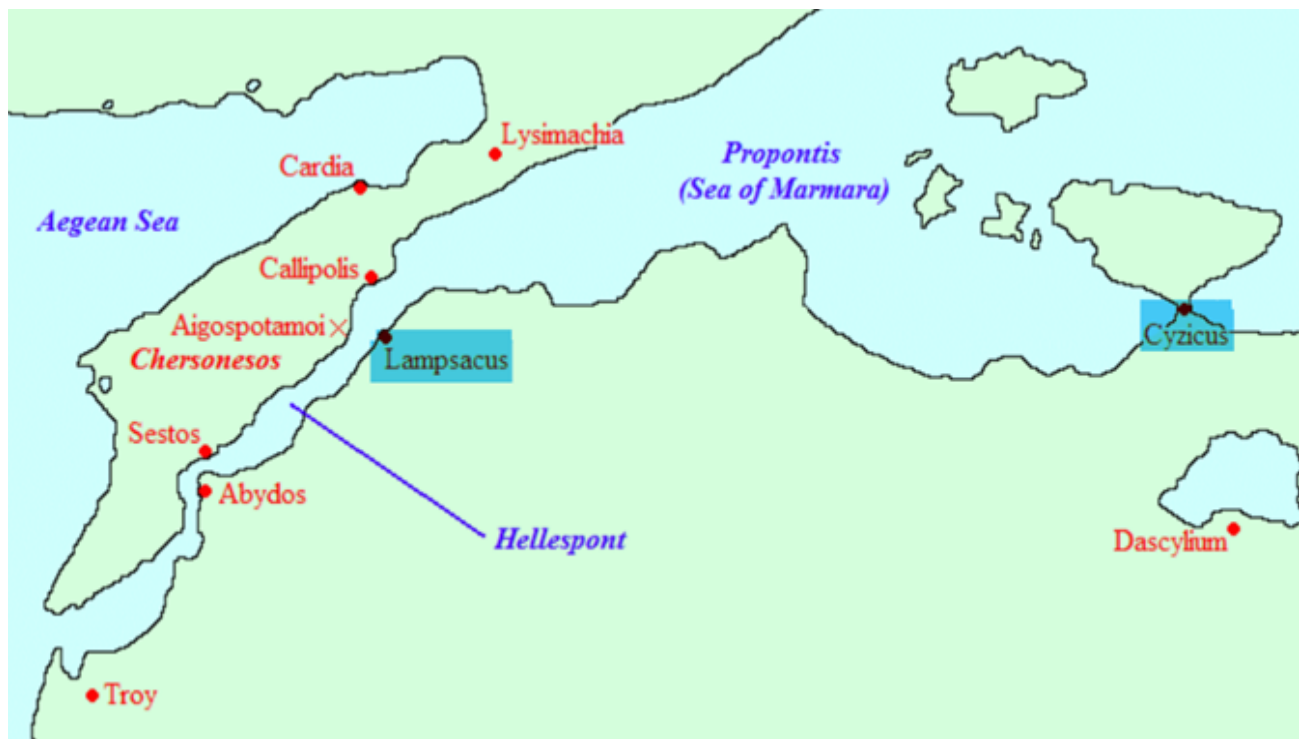 Lysimachia
Cardia
Propontis
(Sea of Marmara)
Aegean Sea
Callipolis
Aigospotamoi
Chersonesos
Lampsacus
Cyzicus
Sestos
Abydos
Hellespont
Dascylium
Troy